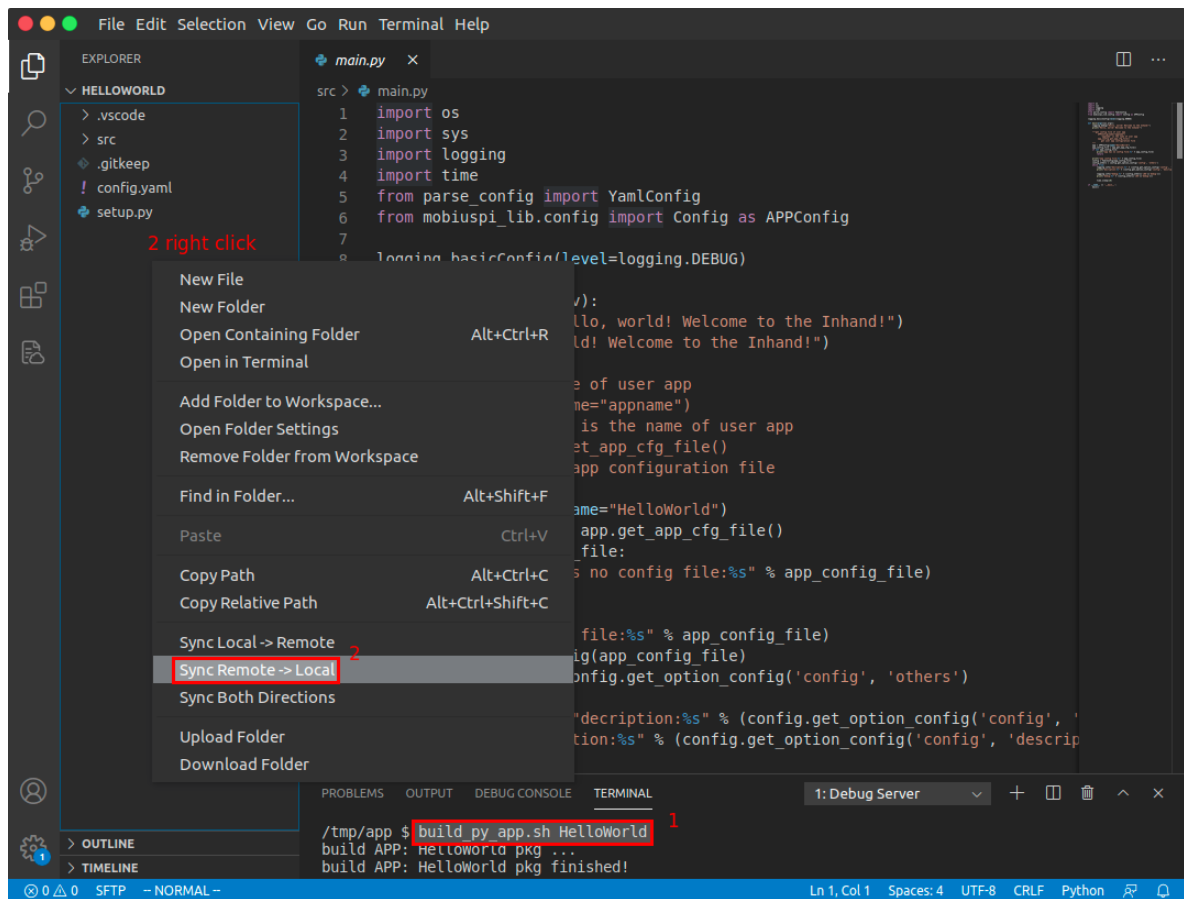 File Edit Selection View Go Run Terminal Help
EXPLORER
HELLOWORLD
.vscode
src
.gitkeep
! config.yaml
setup.py
2 right click
main.py
src > main.py
1 import os
2 import sys
3 import logging
4 import time
5 from parse_config import YamlConfig
6 from mobiuspi_lib.config import Config as APPConfig
7
8 logging.basicConfig(level=logging.DEBUG)
v):
llo, world! Welcome to the Inhand!")
ld! Welcome to the Inhand!")
e of user app
me="appname")
is the name of user app
et_app_cfg_file()
app configuration file
ame="HelloWorld")
app.get_app_cfg_file()
_file:
s no config file:%s" % app_config_file)
file:%s" % app_config_file)
ig(app_config_file)
onfig.get_option_config('config', 'others')
"decription:%s" % (config.get_option_config('config', '
tion:%s" % (config.get_option_config('config', 'descrip
New File
New Folder
Open Containing Folder Alt+Ctrl+R
Open in Terminal
Add Folder to Workspace...
Open Folder Settings
Remove Folder from Workspace
Find in Folder... Alt+Shift+F
Paste Ctrl+V
Copy Path Alt+Ctrl+C
Copy Relative Path Alt+Ctrl+Shift+C
Sync Local -> Remote
2
Sync Remote -> Local
Sync Both Directions
Upload Folder
Download Folder
PROBLEMS OUTPUT DEBUG CONSOLE TERMINAL 1: Debug Server
/tmp/app $ build_py_app.sh HelloWorld 1
build APP: HelloWorld pkg ...
build APP: HelloWorld pkg finished!
OUTLINE
TIMELINE
1
0 0 SFTP -- NORMAL -- Ln 1, Col 1 Spaces: 4 UTF-8 CRLF Python